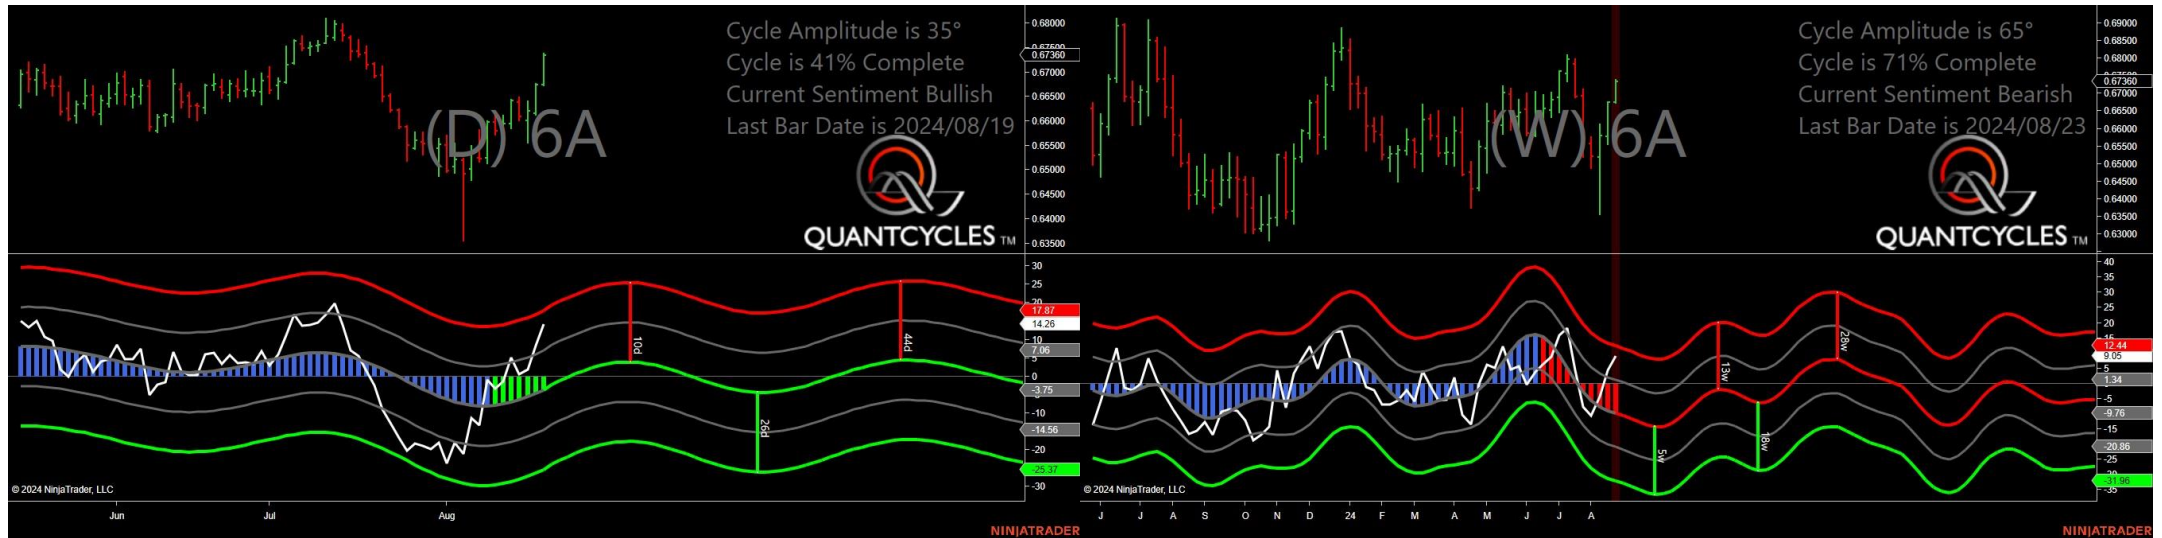 Cycle Amplitude is 35°
Cycle is 41% Complete
Current Sentiment Bullish
Last Bar Date is 2024/08/19
(D) 6A
QUANTCYCLES TM
0.68000
0.67360
0.67000
0.66500
0.66000
0.65500
0.65000
0.64500
0.64000
0.63500
30
25
20
17.87
14.26
10
7.06
5
0
-3.75
-10
-14.56
-20
-25.37
-30
10d
26d
44d
© 2024 NinjaTrader, LLC
Jun
Jul
Aug
NINJATRADER
Cycle Amplitude is 65°
Cycle is 71% Complete
Current Sentiment Bearish
Last Bar Date is 2024/08/23
(W) 6A
QUANTCYCLES TM
0.69000
0.68500
0.68000
0.67360
0.67000
0.66500
0.66000
0.65500
0.65000
0.64500
0.64000
0.63500
0.63000
40
35
30
25
20
15
12.44
9.05
5
1.34
-5
-9.76
-15
-20.86
-25
-31.96
-35
5w
13w
18w
28w
© 2024 NinjaTrader, LLC
J J A S O N D 24 F M A M J J A
NINJATRADER